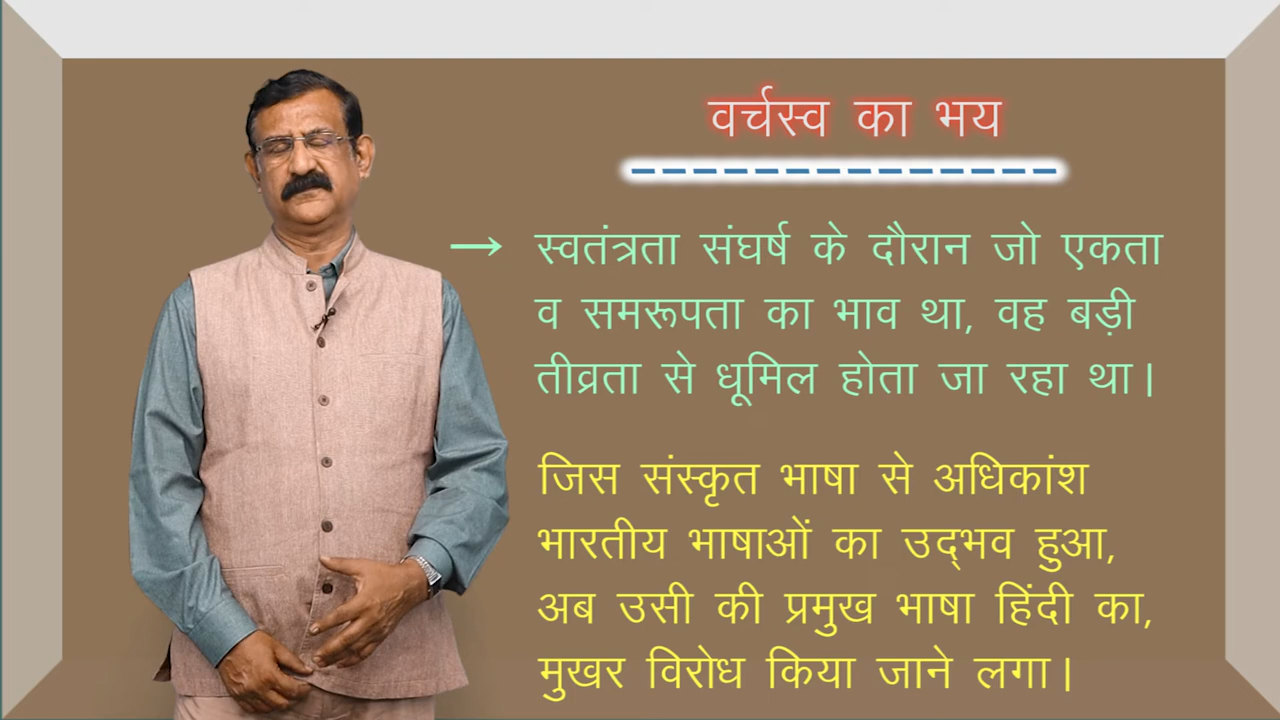 वर्चस्व का भय
→ स्वतंत्रता संघर्ष के दौरान जो एकता
व समरूपता का भाव था, वह बड़ी
तीव्रता से धूमिल होता जा रहा था।
जिस संस्कृत भाषा से अधिकांश
भारतीय भाषाओं का उद्‌भव हुआ,
अब उसी की प्रमुख भाषा हिंदी का,
मुखर विरोध किया जाने लगा।